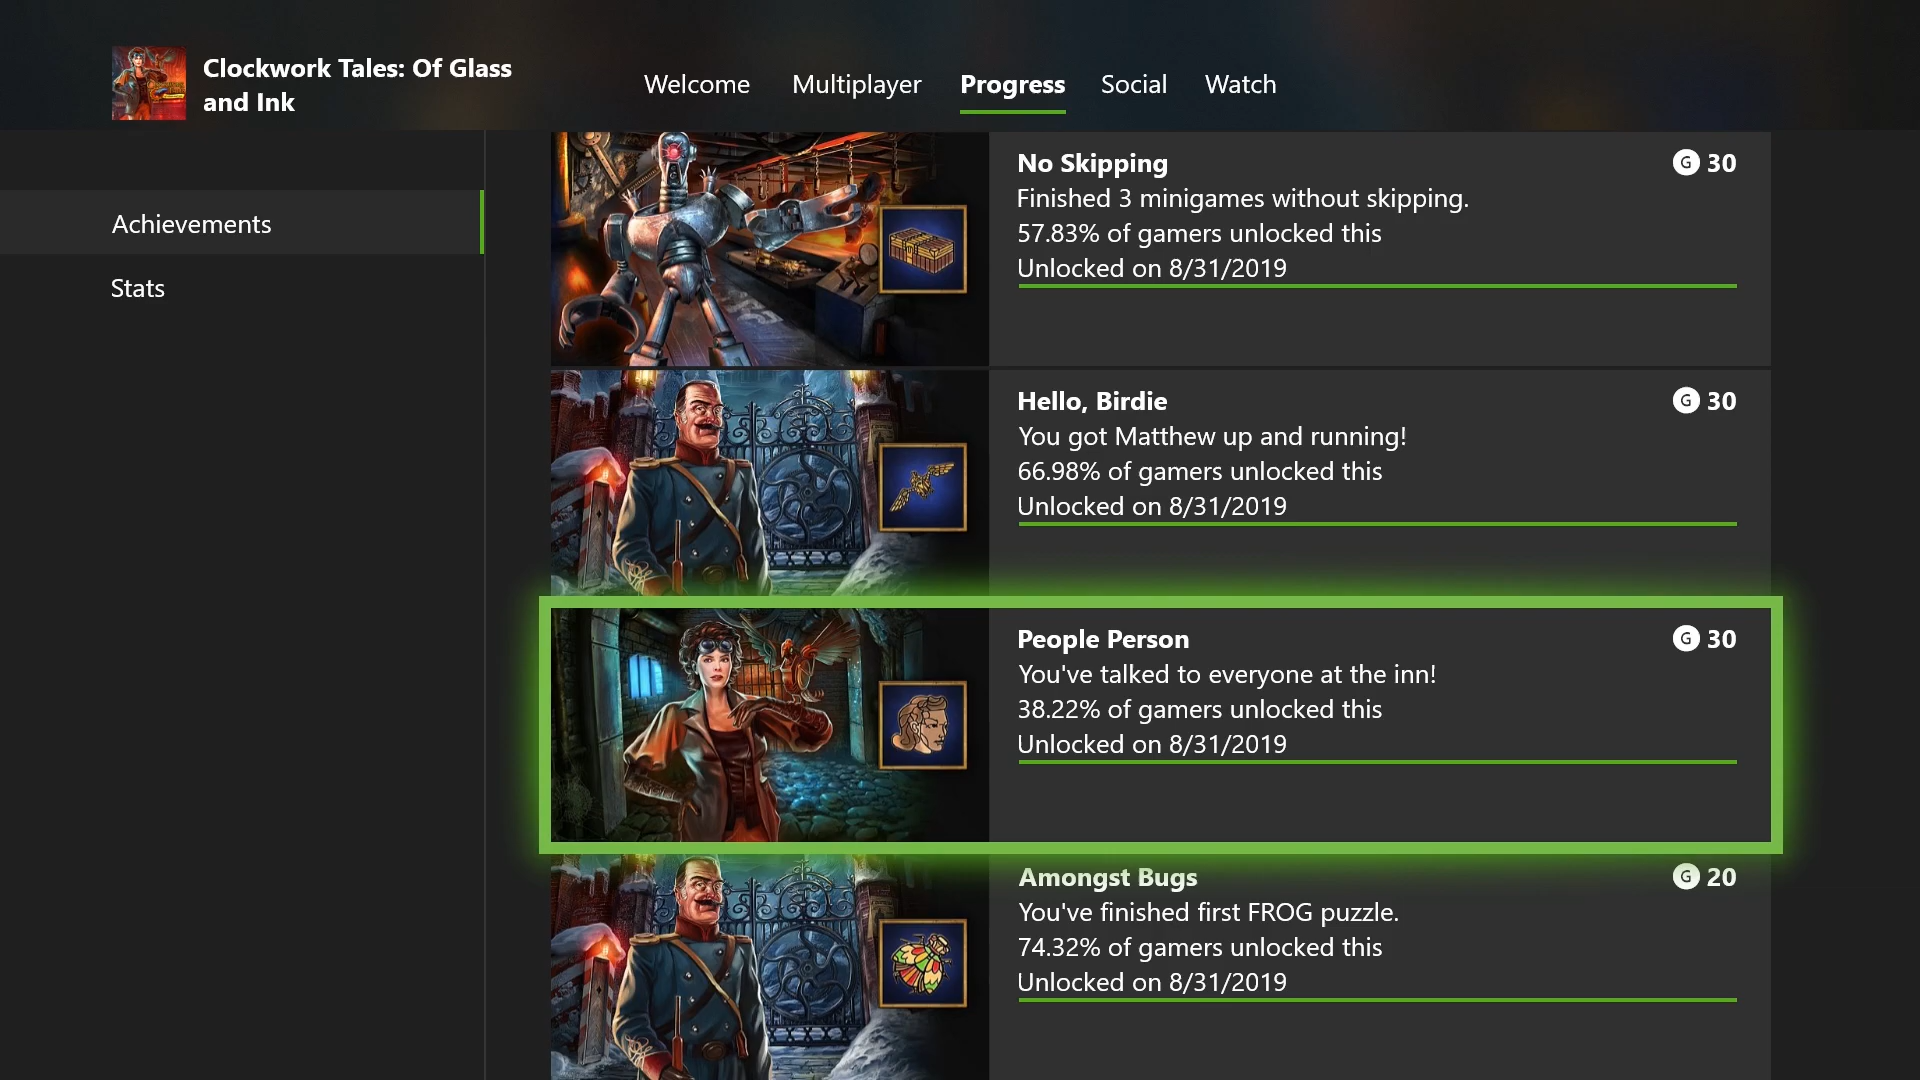 Clockwork Tales: Of Glass
and Ink
Welcome
Multiplayer
Progress
Social
Watch
Achievements
Stats
No Skipping
G 30
Finished 3 minigames without skipping.
57.83% of gamers unlocked this
Unlocked on 8/31/2019
Hello, Birdie
G 30
You got Matthew up and running!
66.98% of gamers unlocked this
Unlocked on 8/31/2019
People Person
G 30
You've talked to everyone at the inn!
38.22% of gamers unlocked this
Unlocked on 8/31/2019
Amongst Bugs
G 20
You've finished first FROG puzzle.
74.32% of gamers unlocked this
Unlocked on 8/31/2019